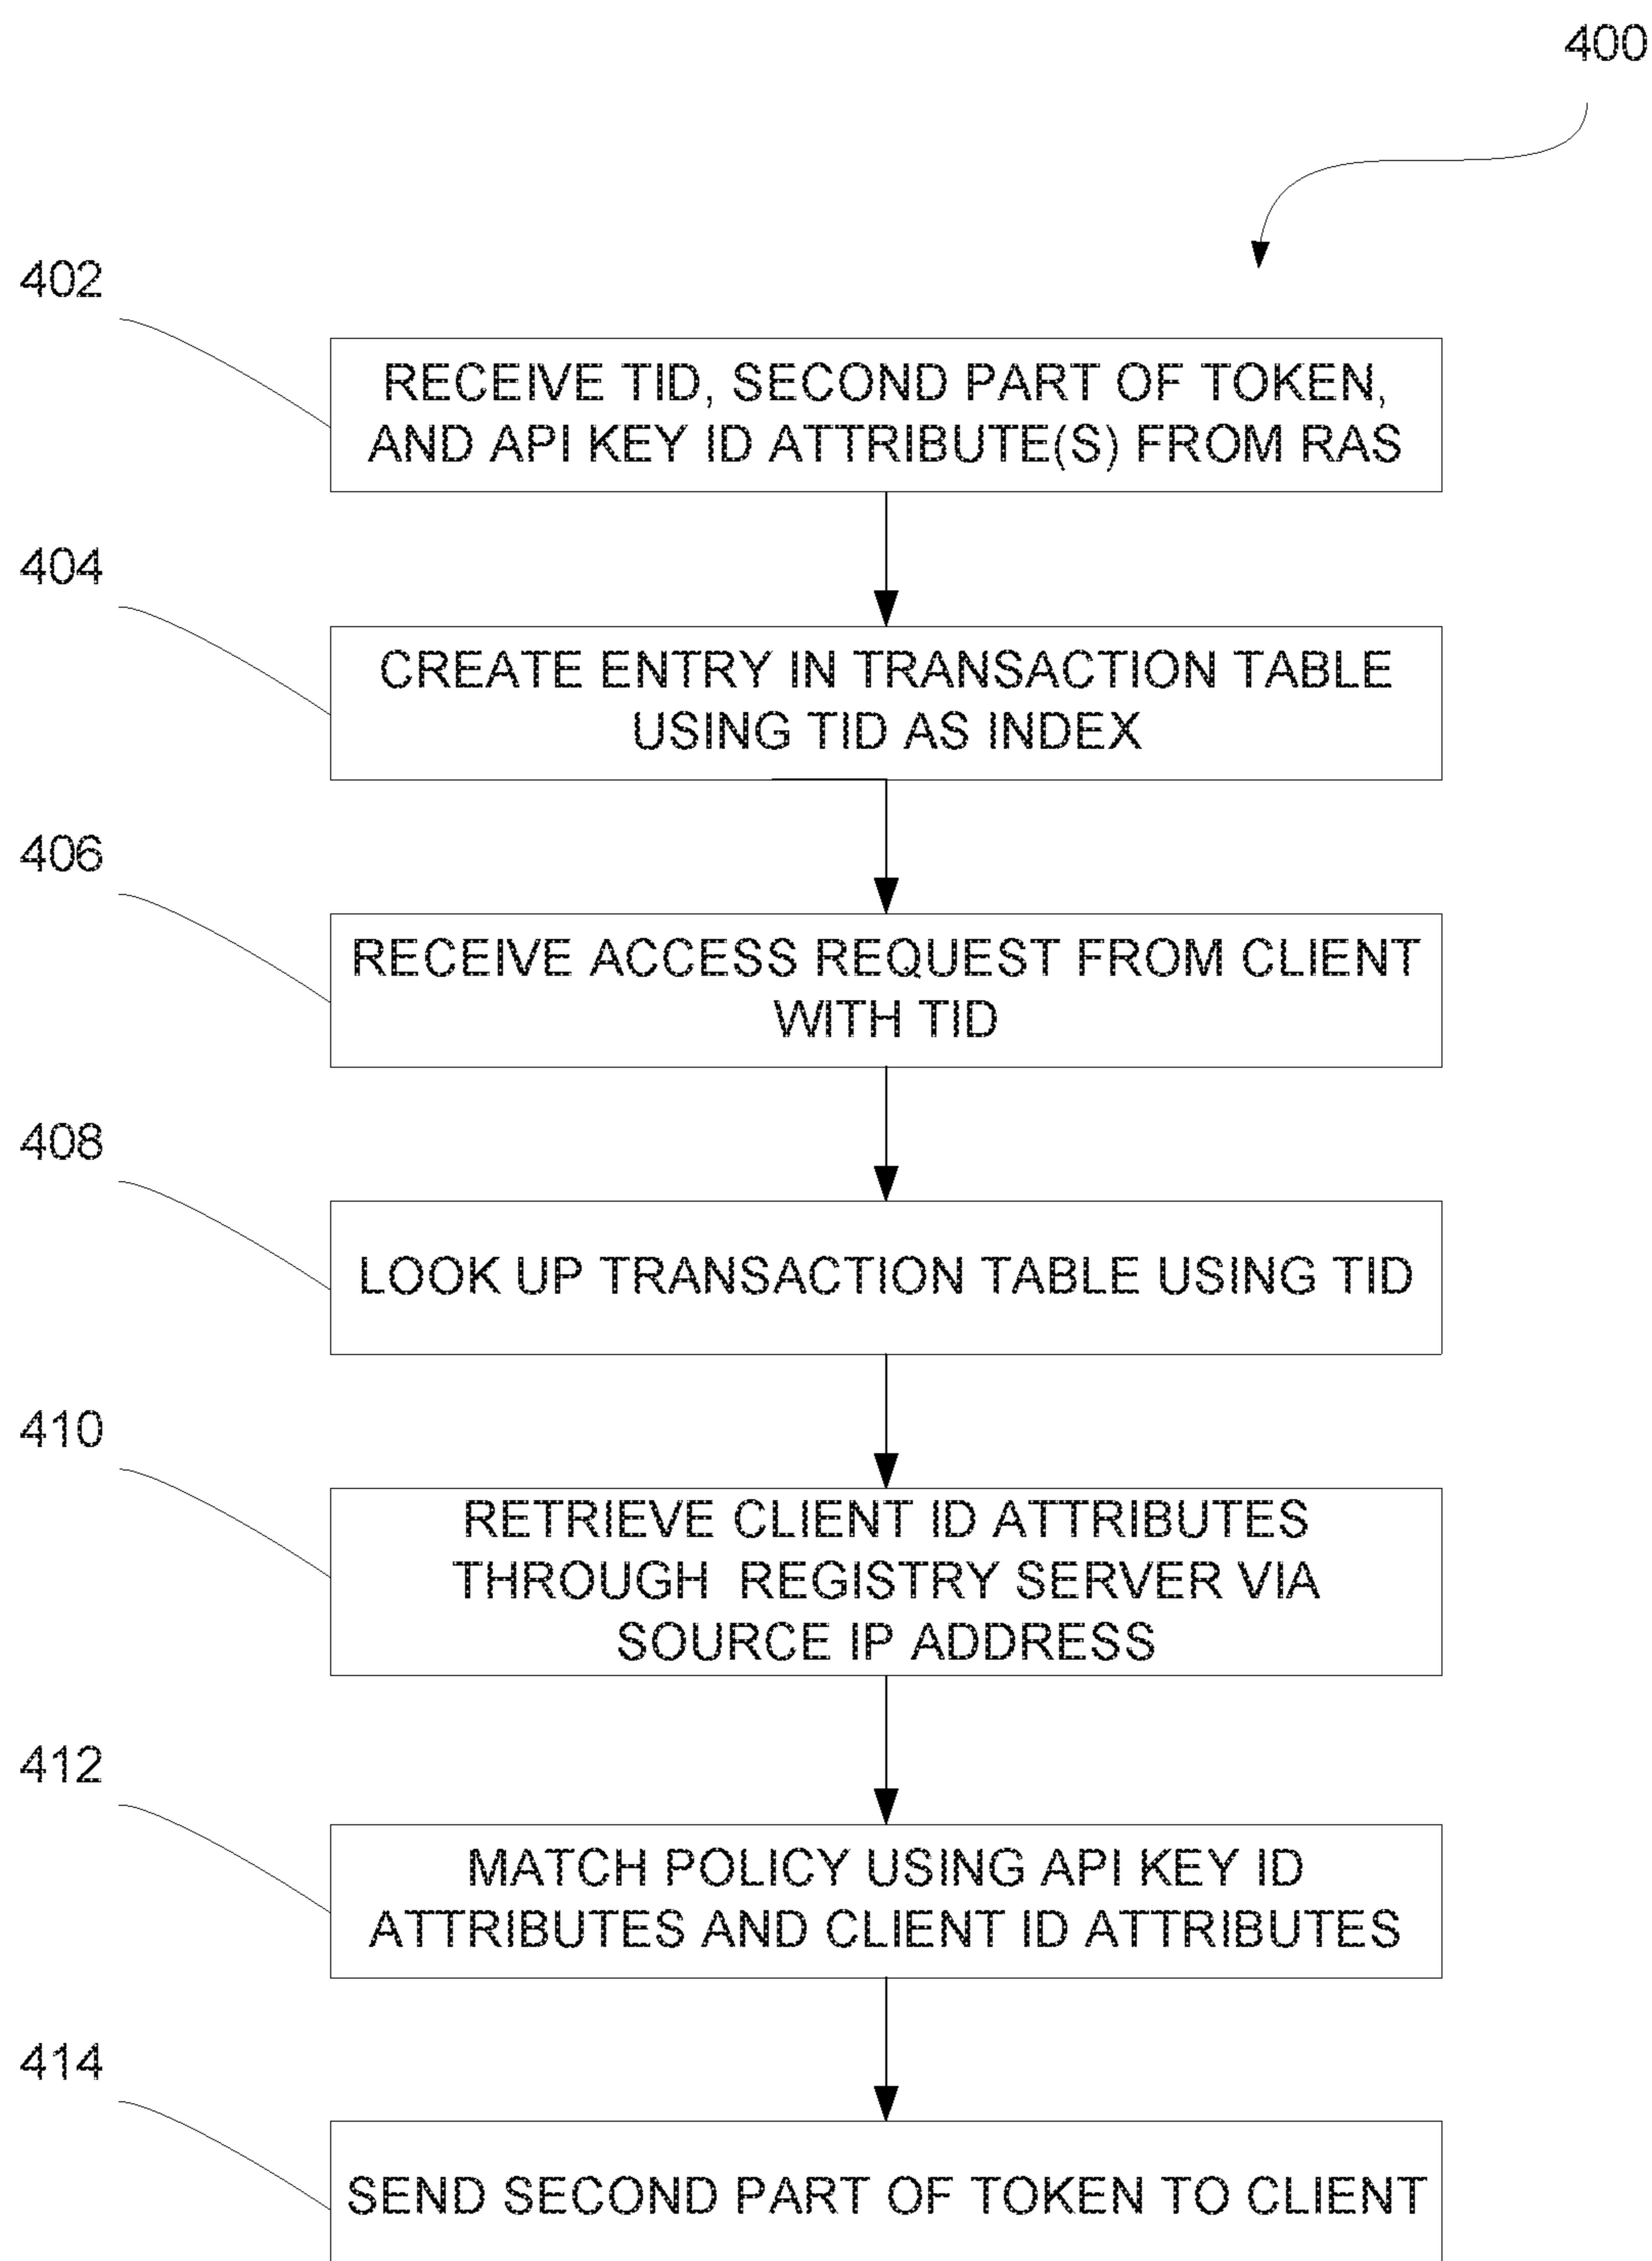 400
402
RECEIVE TID, SECOND PART OF TOKEN,
AND API KEY ID ATTRIBUTE(S) FROM RAS
404
CREATE ENTRY IN TRANSACTION TABLE
USING TID AS INDEX
406
RECEIVE ACCESS REQUEST FROM CLIENT
WITH TID
408
LOOK UP TRANSACTION TABLE USING TID
410
RETRIEVE CLIENT ID ATTRIBUTES
THROUGH REGISTRY SERVER VIA
SOURCE IP ADDRESS
412
MATCH POLICY USING API KEY ID
ATTRIBUTES AND CLIENT ID ATTRIBUTES
414
SEND SECOND PART OF TOKEN TO CLIENT